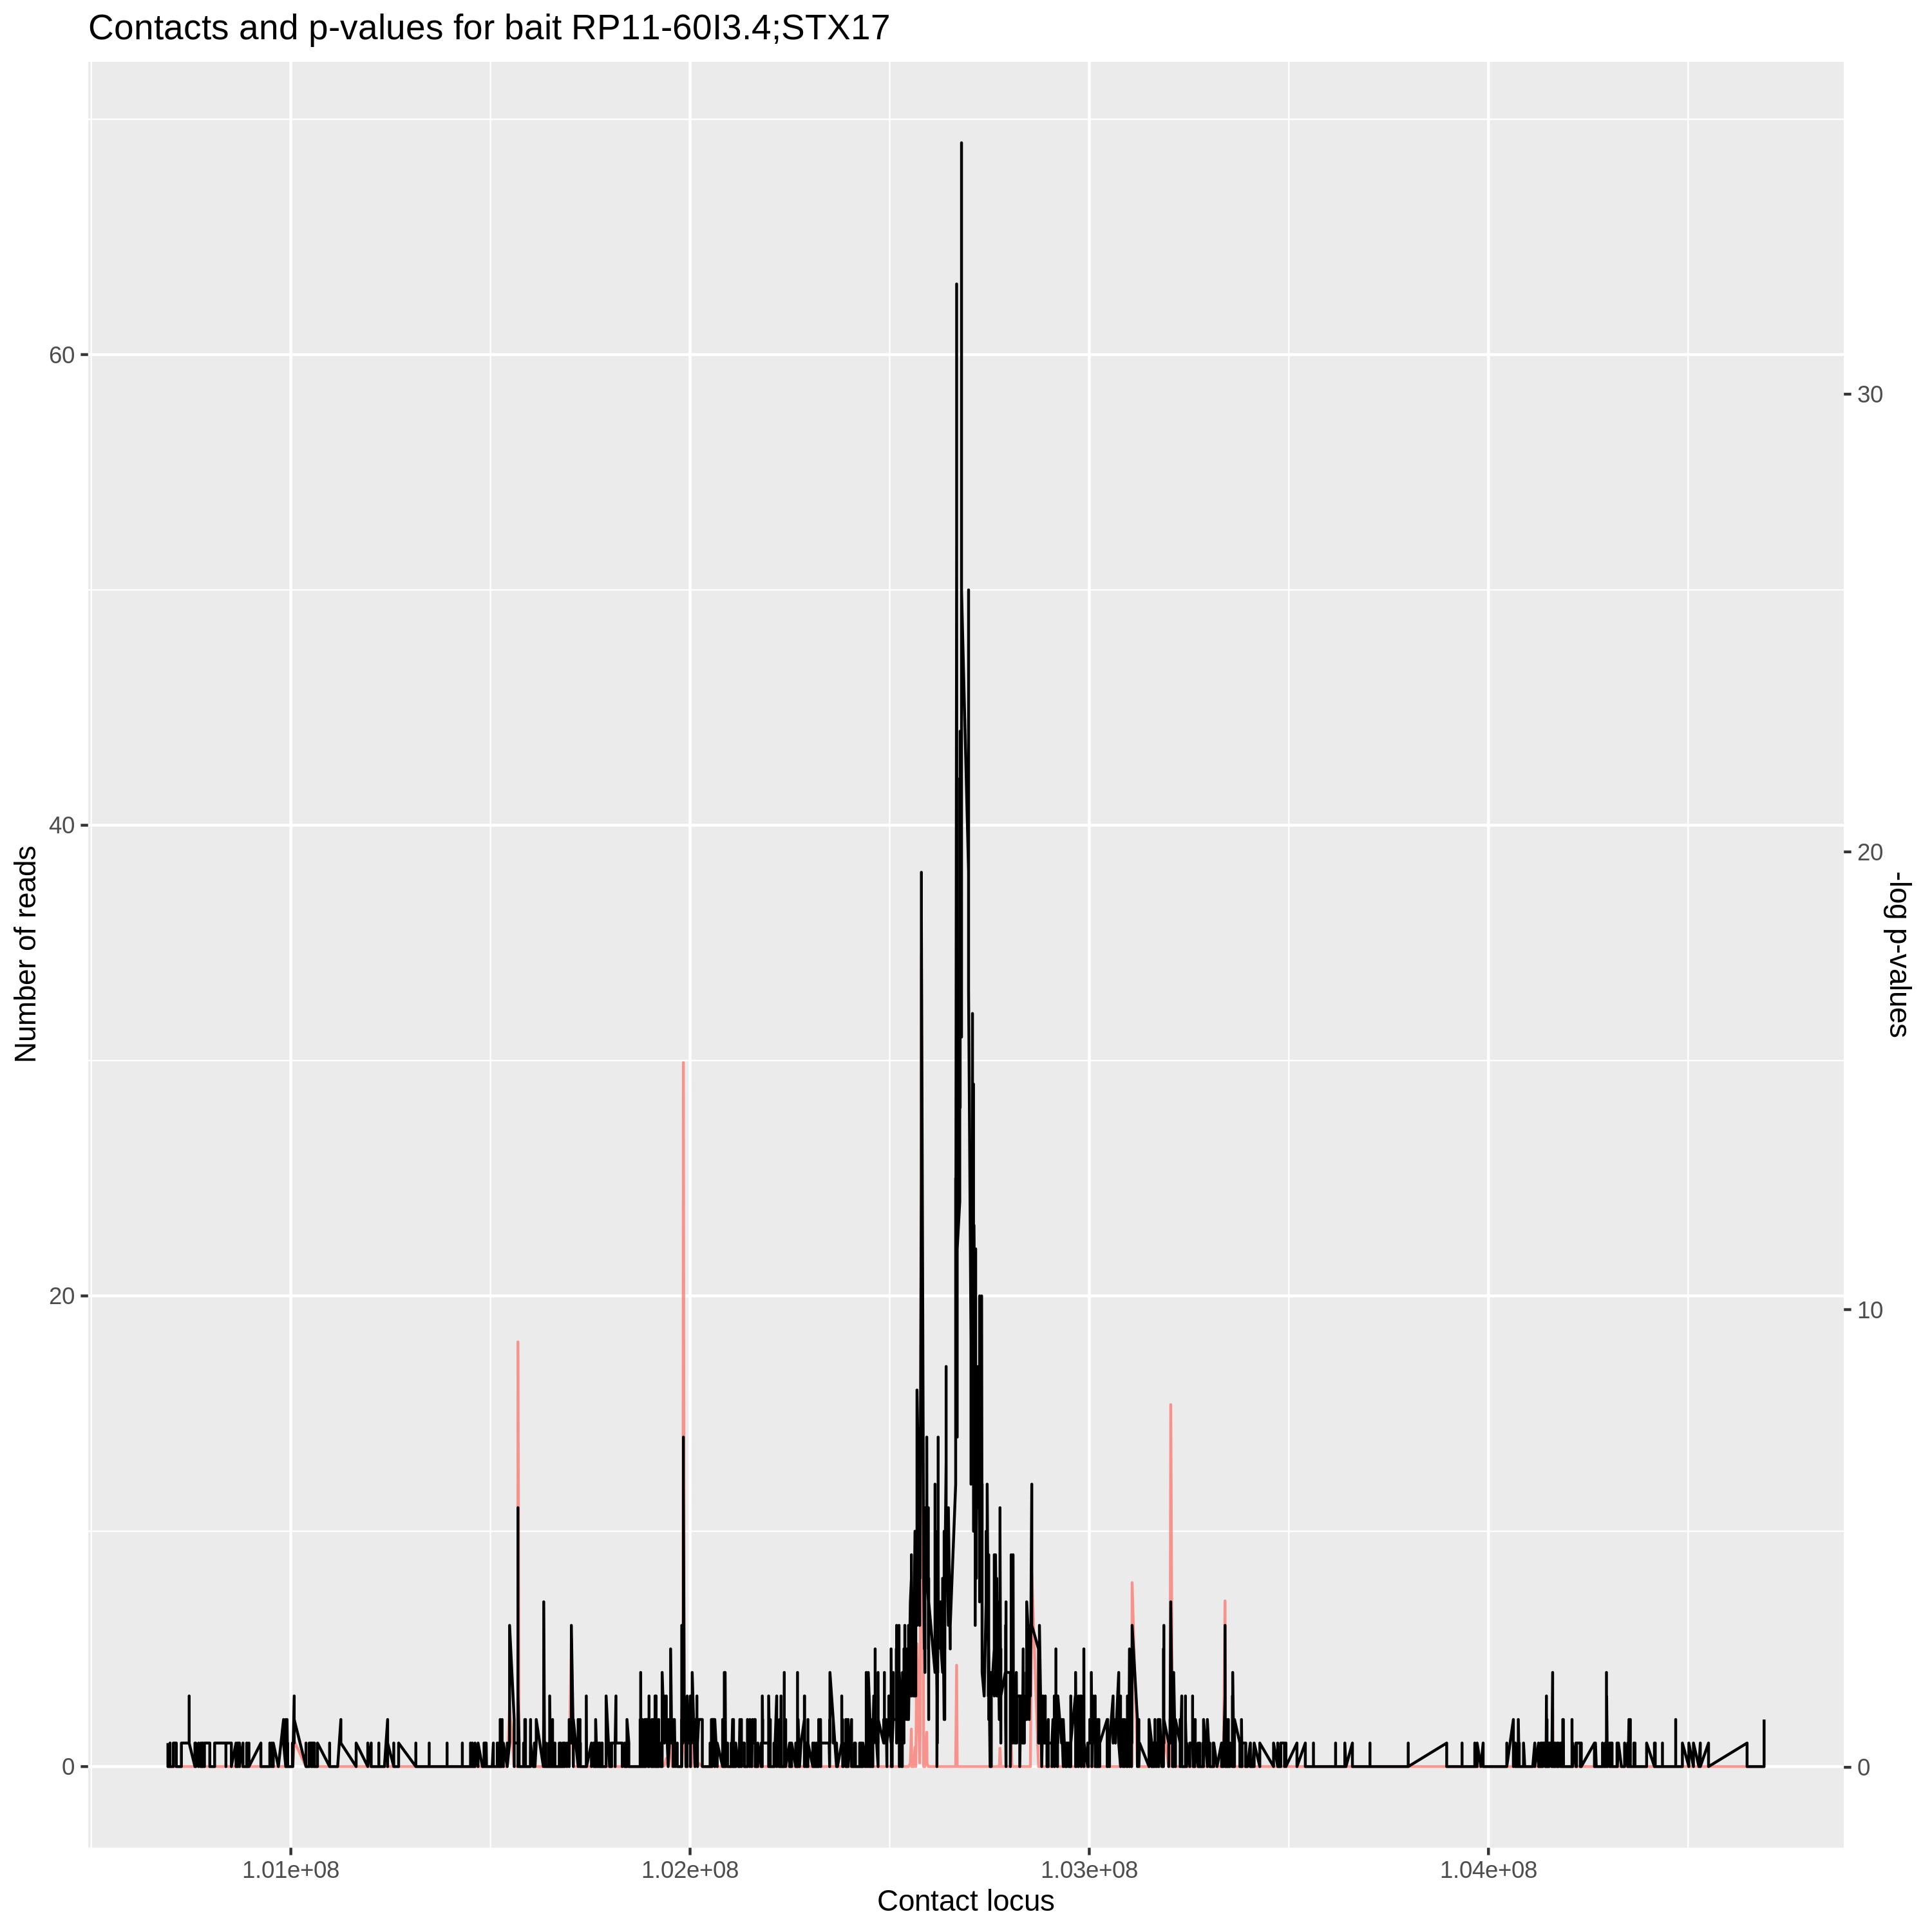 Contacts and p-values for bait RP11-60I3.4;STX17
60
40
20
0
Number of reads
30
20
10
0
-log p-values
1.01e+08
1.02e+08
1.03e+08
1.04e+08
Contact locus